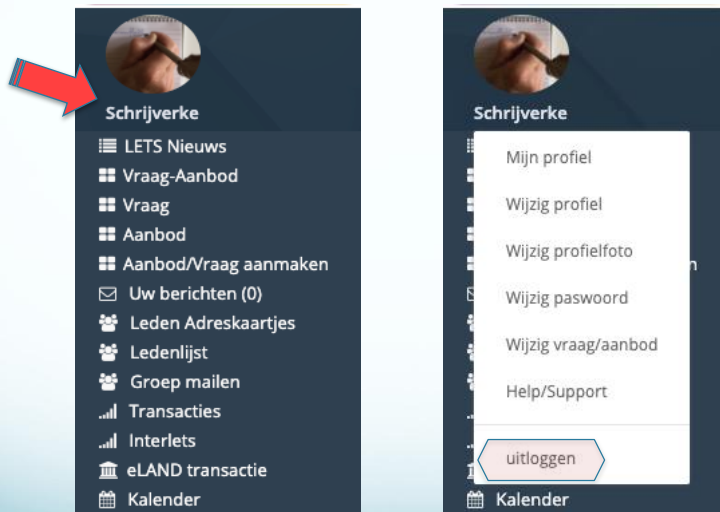 Schrijverke
LETS Nieuws
Vraag-Aanbod
Vraag
Aanbod
Aanbod/Vraag aanmaken
Uw berichten (0)
Leden Adreskaartjes
Ledenlijst
Groep mailen
Transacties
Interlets
eLAND transactie
Kalender
Schrijverke
Mijn profiel
Wijzig profiel
Wijzig profielfoto
Wijzig paswoord
Wijzig vraag/aanbod
Help/Support
uitloggen
n
Kalender